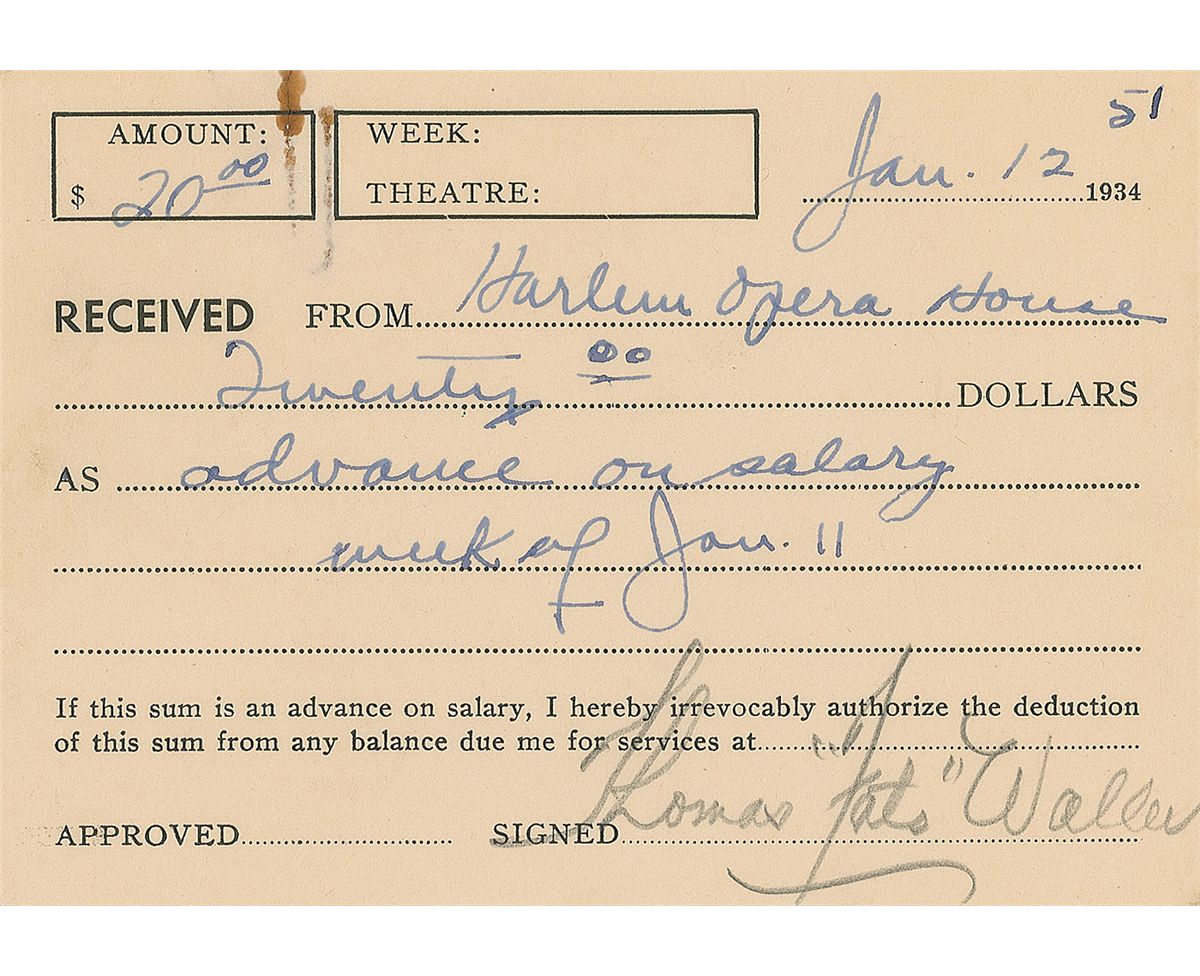 51
AMOUNT:
$ 20 00
WEEK:
THEATRE:
Jan. 12 1934
RECEIVED FROM Harlem Opera House
Twenty 00 DOLLARS
AS advance on salary
week of Jan. 11
If this sum is an advance on salary, I hereby irrevocably authorize the deduction
of this sum from any balance due me for services at
APPROVED SIGNED Thomas "Fats" Waller